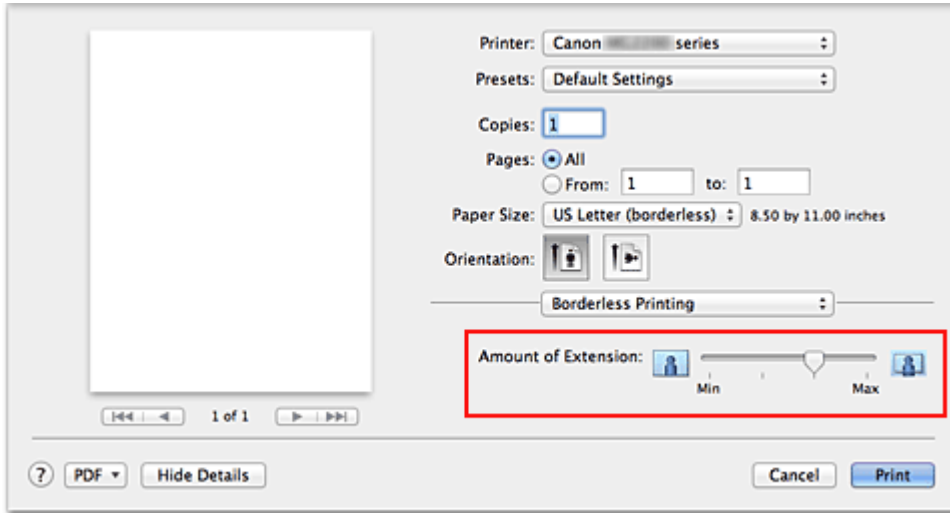 Printer: Canon series
Presets: Default Settings
Copies: 1
Pages: All
From: 1 to: 1
Paper Size: US Letter (borderless) 8.50 by 11.00 inches
Orientation:
Borderless Printing
Amount of Extension:
Min Max
1 of 1
? PDF Hide Details Cancel Print